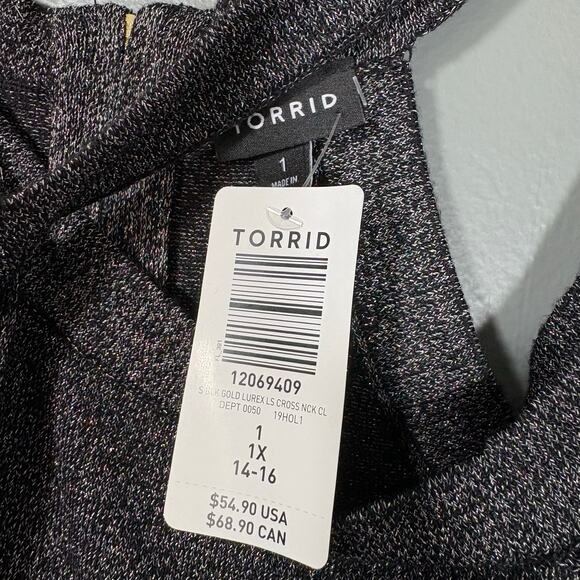 TORRID
1
MADE IN
TORRID
12069409
S BLK GOLD LUREX LS CROSS NCK CL
DEPT 0050 19HOL1
1
1X
14-16
$54.90 USA
$68.90 CAN